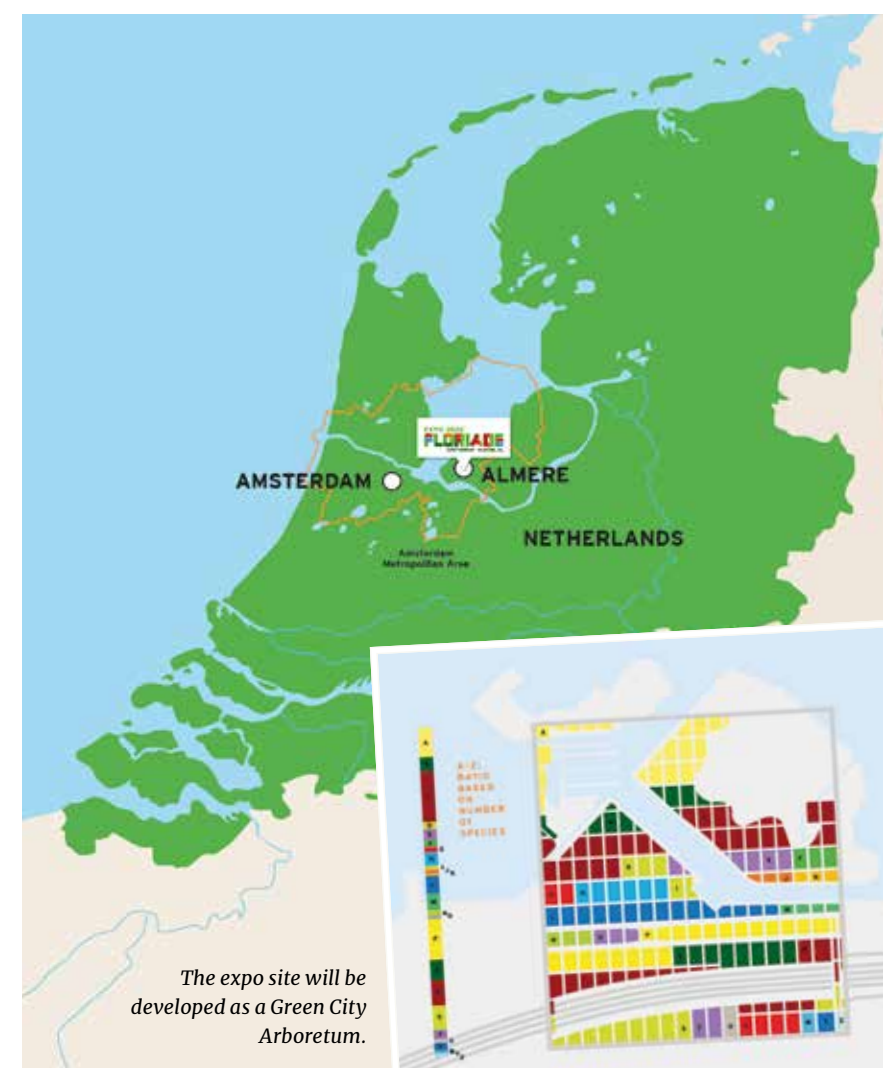 EXPO 2022
FLORIADE
AMSTERDAM
ALMERE
NETHERLANDS
Amsterdam
Metropolitan Area
A-Z:
RATIO
BASED
ON
NUMBER
OF
SPECIES
The expo site will be
developed as a Green City
Arboretum.